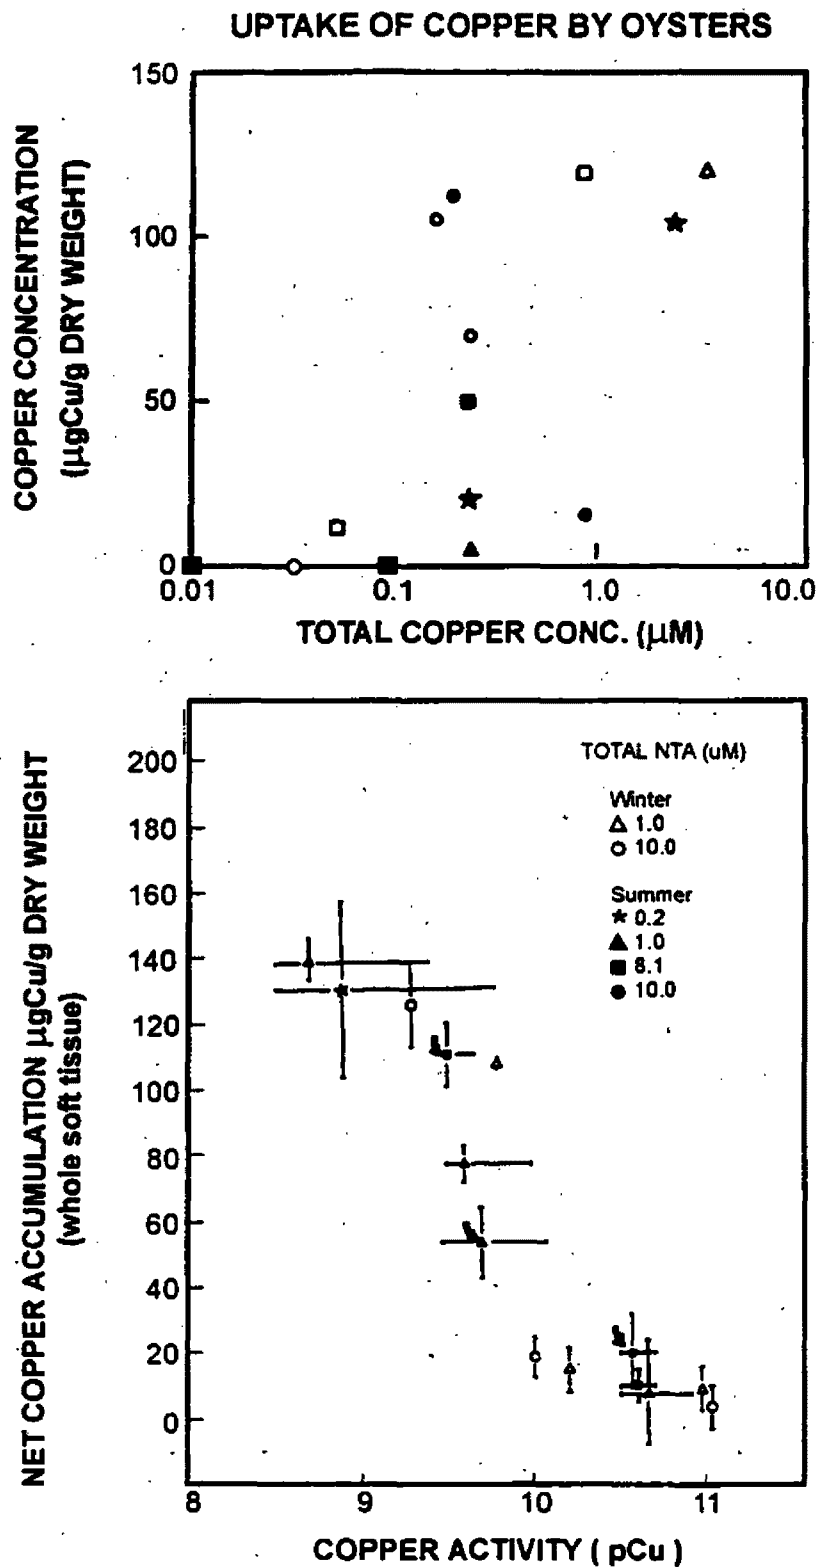 UPTAKE OF COPPER BY OYSTERS
COPPER CONCENTRATION
(µgCu/g DRY WEIGHT)
150
100
50
0
0.01 0.1 1.0 10.0
TOTAL COPPER CONC. (µM)
NET COPPER ACCUMULATION µgCu/g DRY WEIGHT
(whole soft tissue)
200
180
160
140
120
100
80
60
40
20
0
TOTAL NTA (uM)
Winter
△ 1.0
○ 10.0
Summer
★ 0.2
▲ 1.0
■ 8.1
● 10.0
8 9 10 11
COPPER ACTIVITY ( pCu )